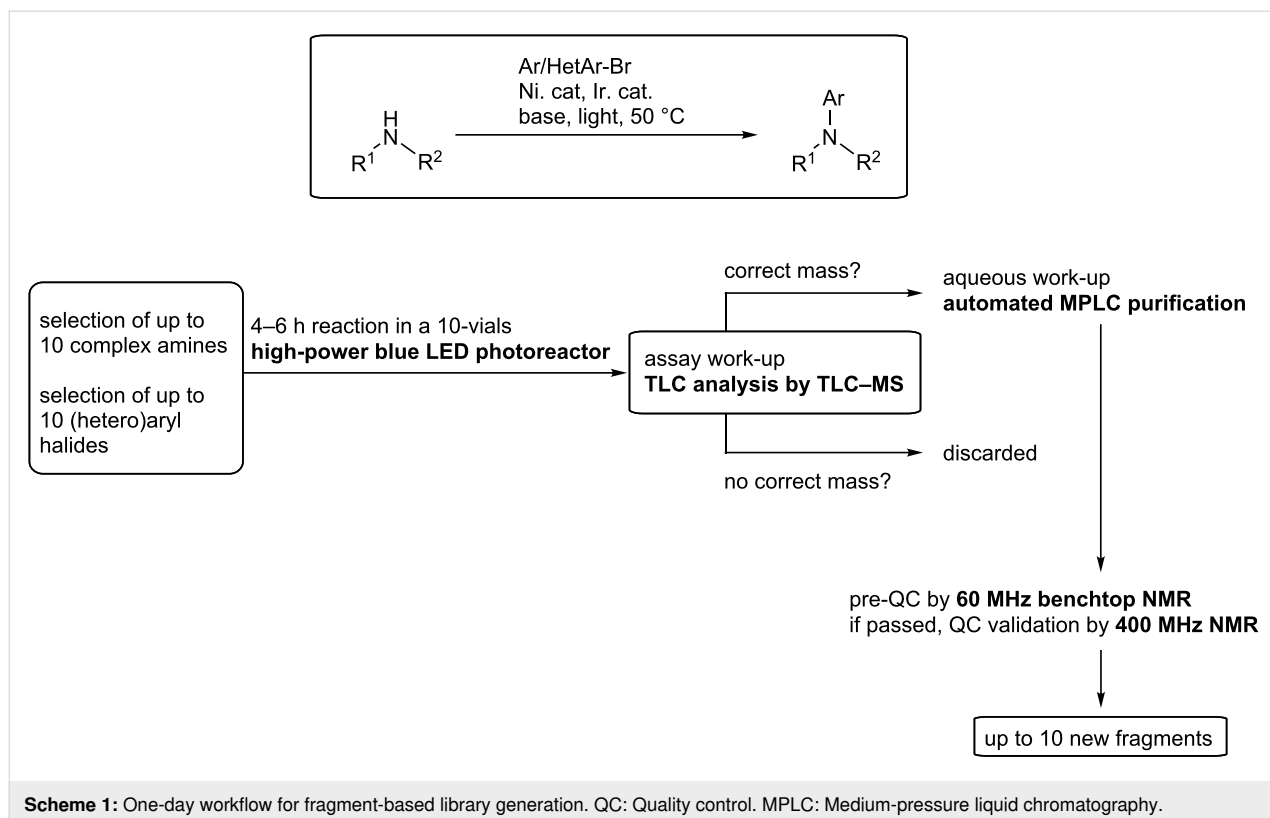 Ar/HetAr-Br
Ni. cat, Ir. cat.
base, light, 50 °C
H
N
R1
R2
Ar
N
R1
R2
selection of up to
10 complex amines
selection of up to
10 (hetero)aryl
halides
4–6 h reaction in a 10-vials
high-power blue LED photoreactor
assay work-up
TLC analysis by TLC–MS
correct mass?
aqueous work-up
automated MPLC purification
no correct mass?
discarded
pre-QC by 60 MHz benchtop NMR
if passed, QC validation by 400 MHz NMR
up to 10 new fragments
Scheme 1: One-day workflow for fragment-based library generation. QC: Quality control. MPLC: Medium-pressure liquid chromatography.